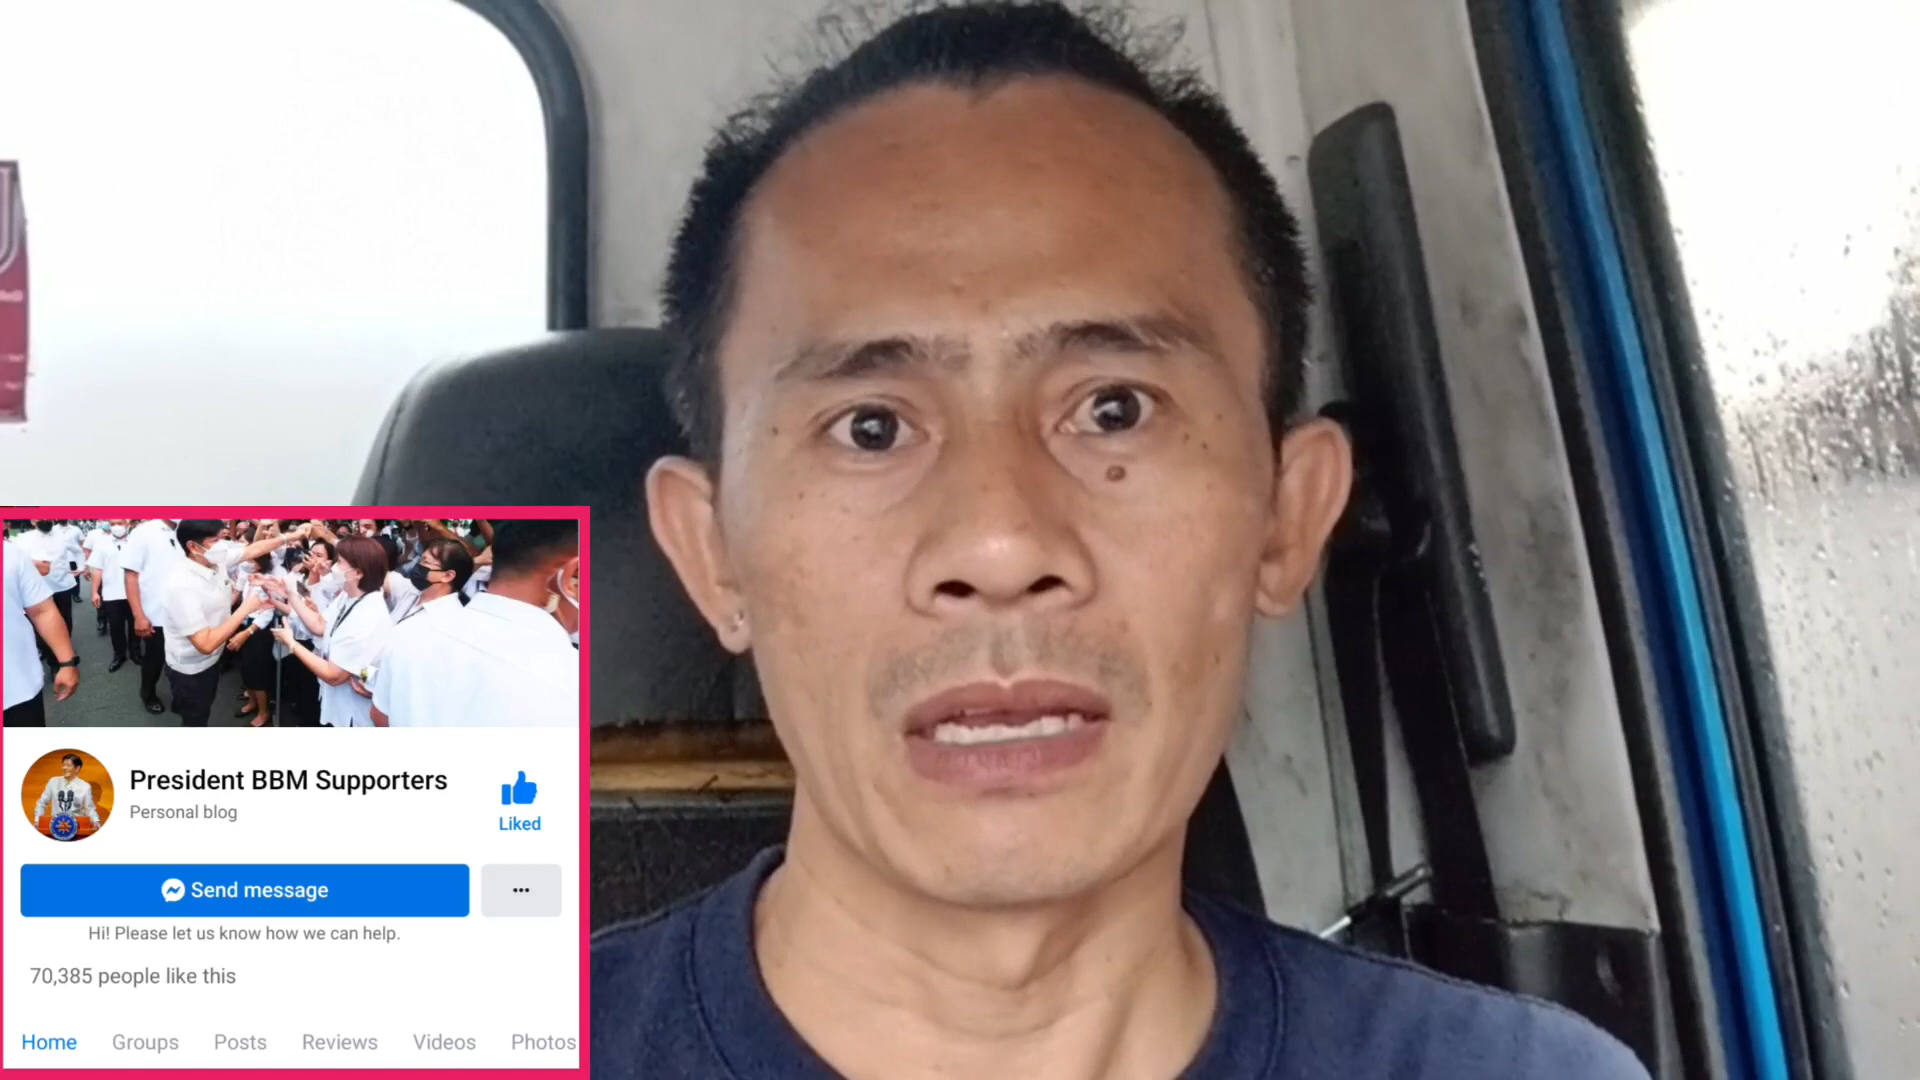 President BBM Supporters
Personal blog
Liked
Send message
Hi! Please let us know how we can help.
70,385 people like this
Home Groups Posts Reviews Videos Photos